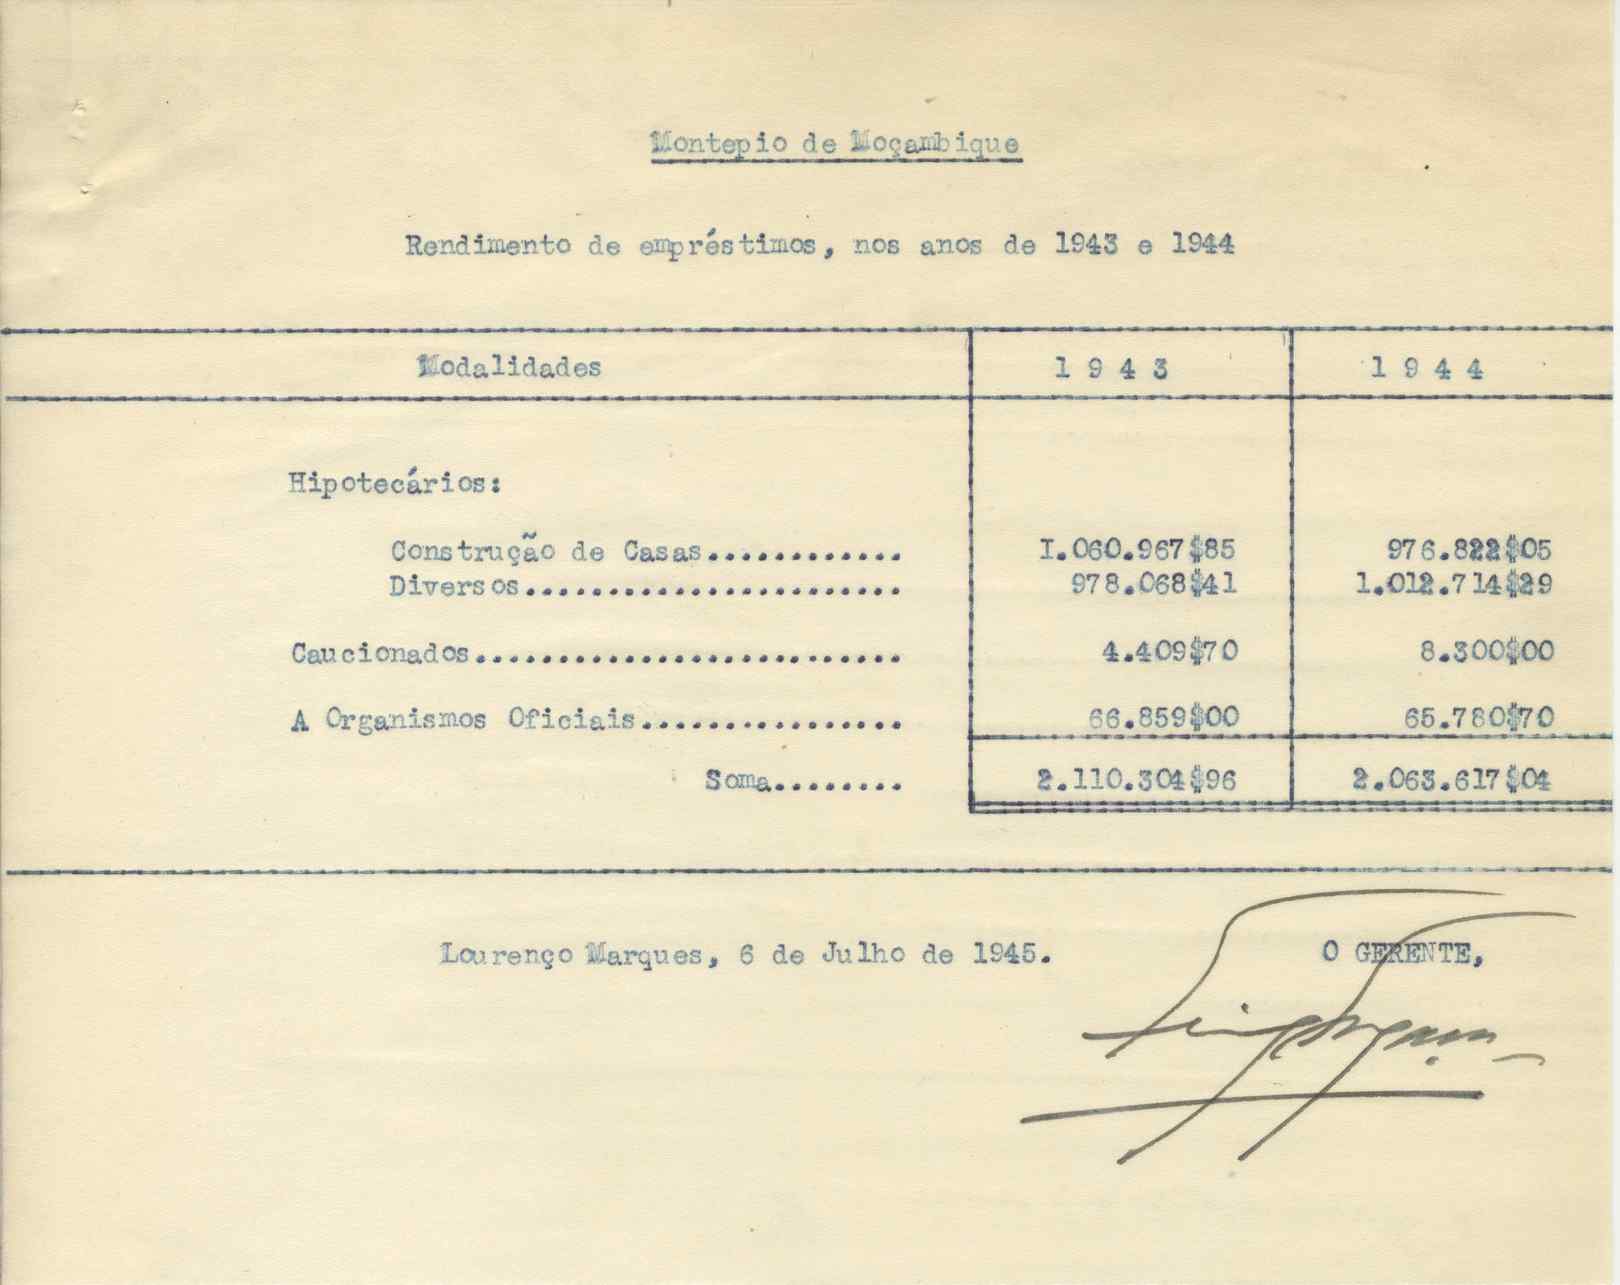 Montepio de Moçambique
Rendimento de empréstimos, nos anos de 1943 e 1944
Modalidades 1 9 4 3 1 9 4 4
Hipotecários:
Construção de Casas............ I.060.967$85 976.822$05
Diversos....................... 978.068$41 1.012.714$29
Caucionados.......................... 4.409$70 8.300$00
A Organismos Oficiais................ 66.859$00 65.780$70
Soma........ 2.110.304$96 2.063.617$04
Lourenço Marques, 6 de Julho de 1945. O GERENTE,